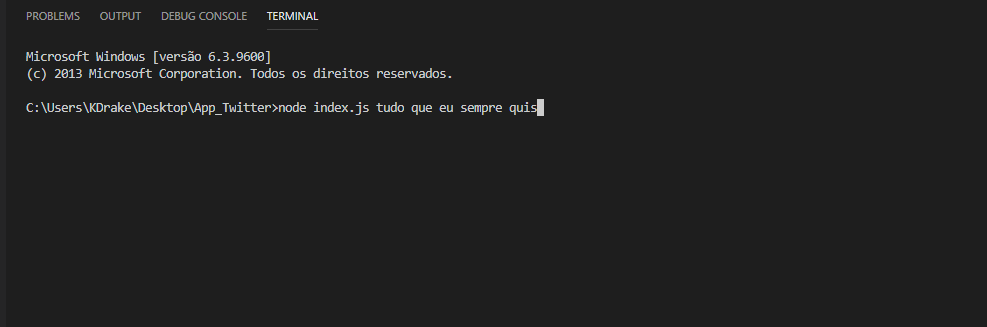 PROBLEMS OUTPUT DEBUG CONSOLE TERMINAL
Microsoft Windows [versão 6.3.9600]
(c) 2013 Microsoft Corporation. Todos os direitos reservados.
C:\Users\KDrake\Desktop\App_Twitter>node index.js tudo que eu sempre quis